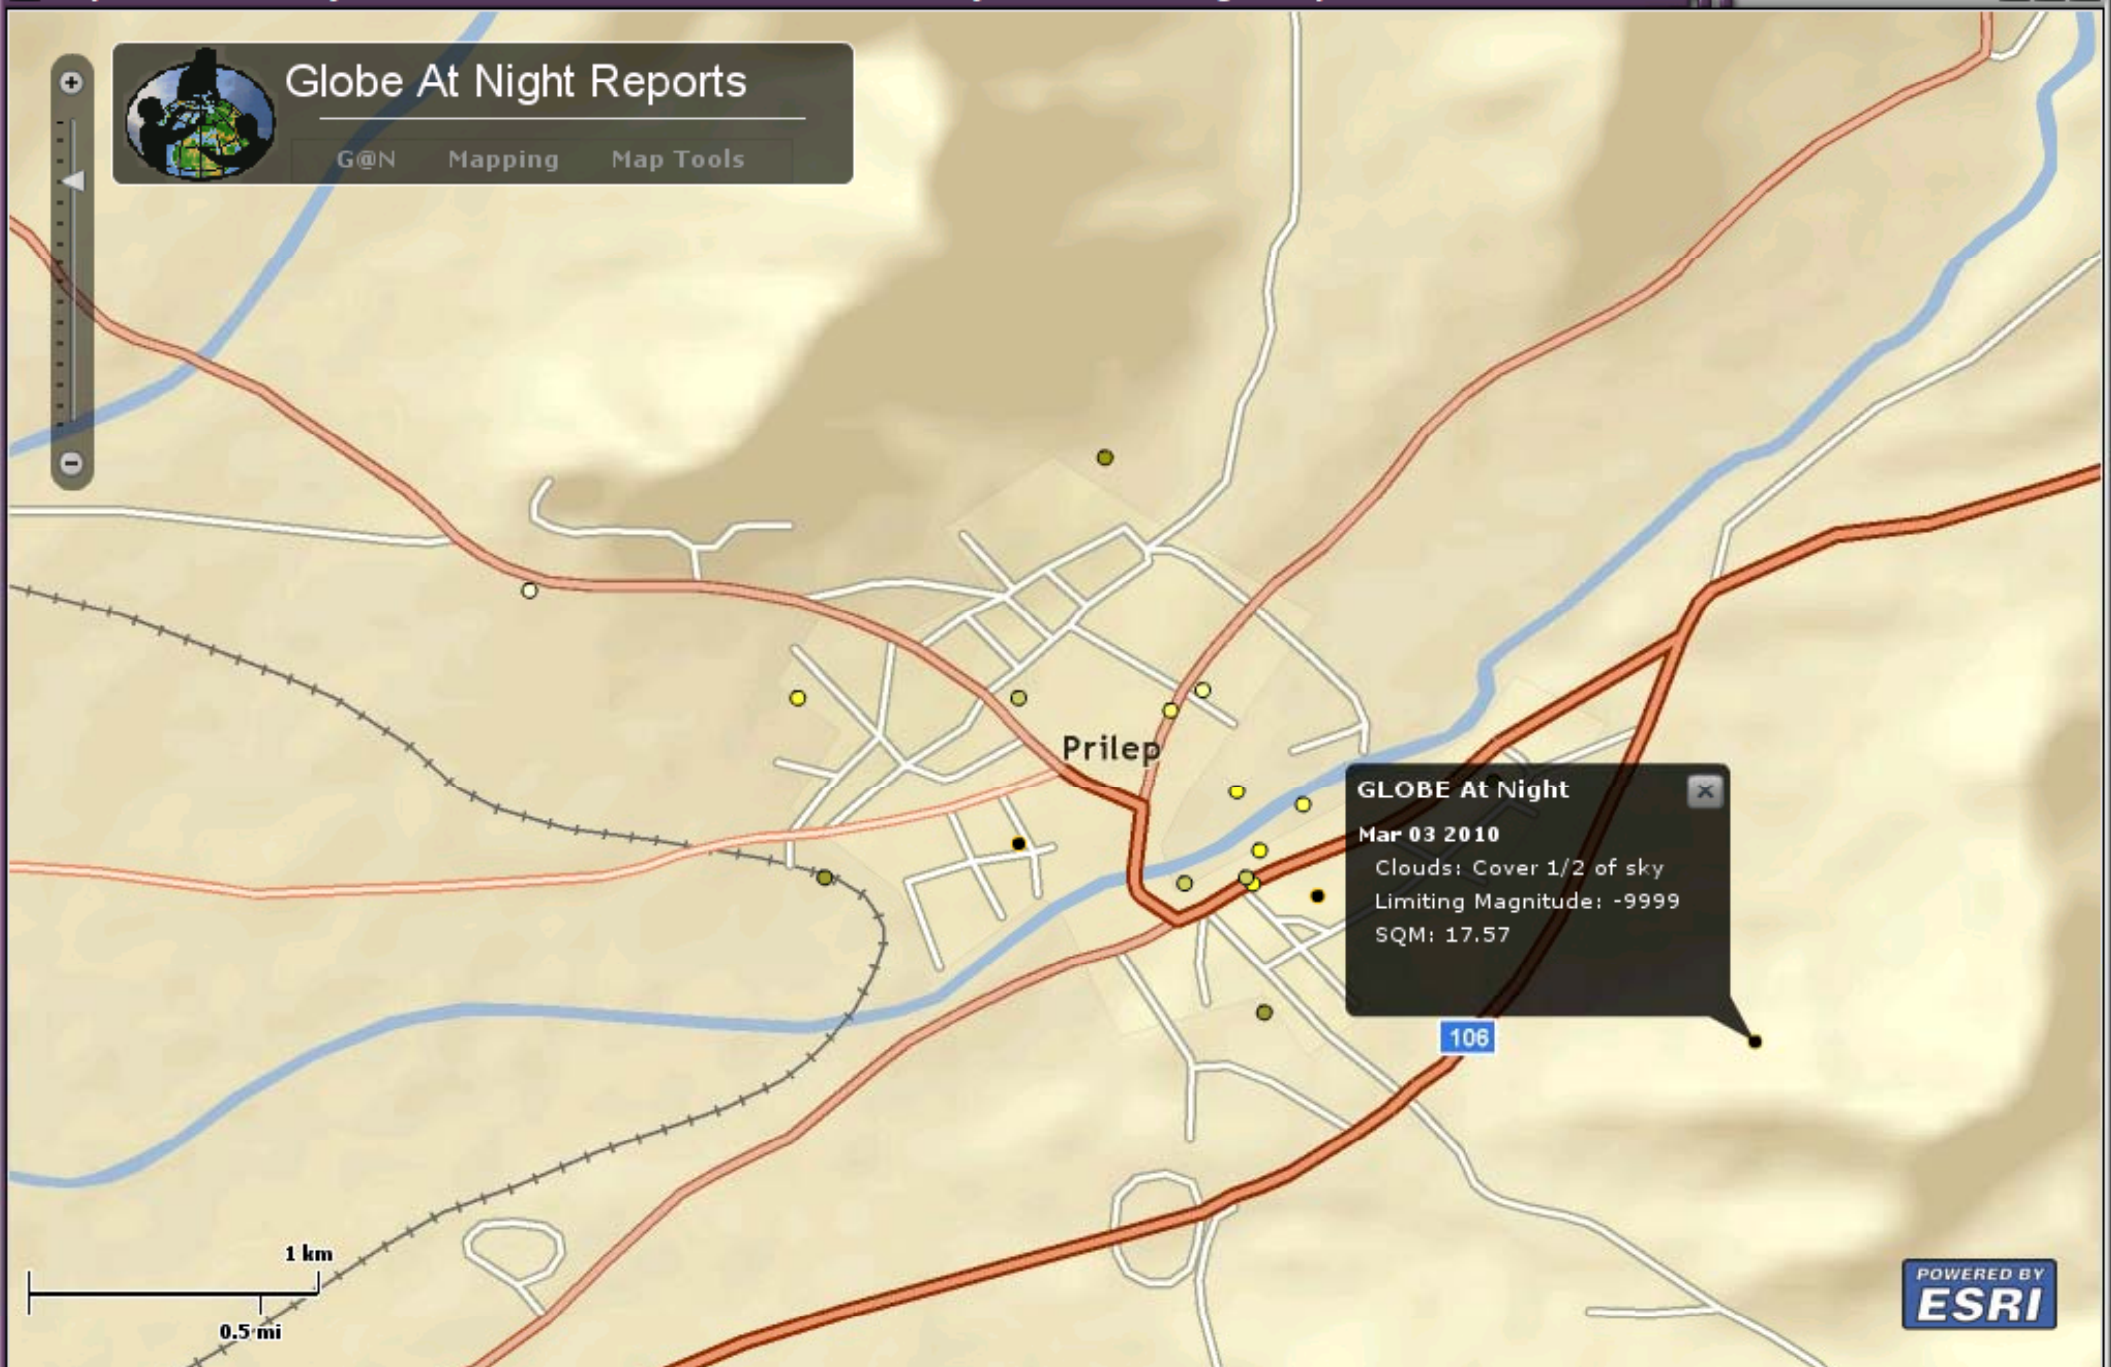 Globe At Night Reports
G@N Mapping Map Tools
Prilep
GLOBE At Night
Mar 03 2010
Clouds: Cover 1/2 of sky
Limiting Magnitude: -9999
SQM: 17.57
106
1 km
0.5 mi
POWERED BY
ESRI